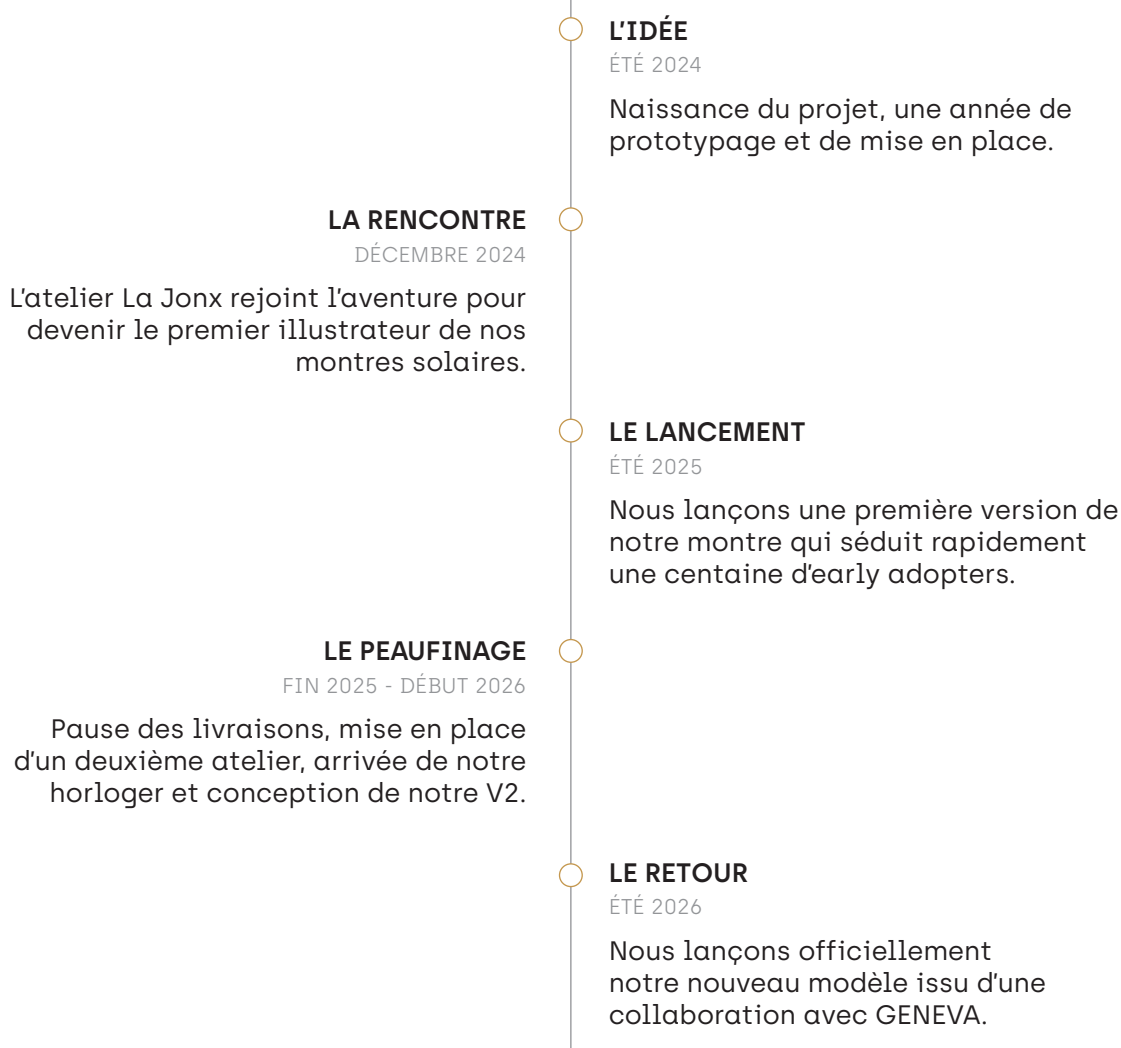 L’IDÉE
ÉTÉ 2024
Naissance du projet, une année de
prototypage et de mise en place.
LA RENCONTRE
DÉCEMBRE 2024
L’atelier La Jonx rejoint l’aventure pour
devenir le premier illustrateur de nos
montres solaires.
LE LANCEMENT
ÉTÉ 2025
Nous lançons une première version de
notre montre qui séduit rapidement
une centaine d’early adopters.
LE PEAUFINAGE
FIN 2025 - DÉBUT 2026
Pause des livraisons, mise en place
d’un deuxième atelier, arrivée de notre
horloger et conception de notre V2.
LE RETOUR
ÉTÉ 2026
Nous lançons officiellement
notre nouveau modèle issu d’une
collaboration avec GENEVA.